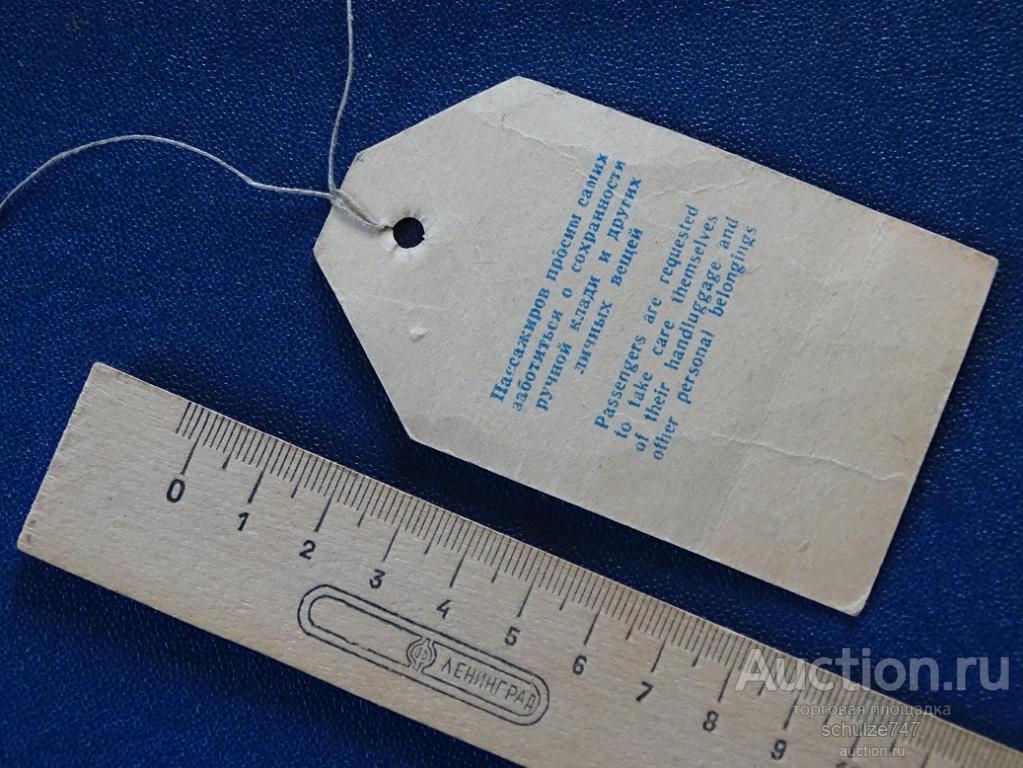 Пассажиров просим самих
заботиться о сохранности
ручной клади и других
личных вещей
Passengers are requested
to take care themselves
of their handluggage and
other personal belongings
0 1 2 3 4 5 6 7 8 9 10
ЛЕНИНГРАД
Auction.ru
торговая площадка
schulze747
auction.ru